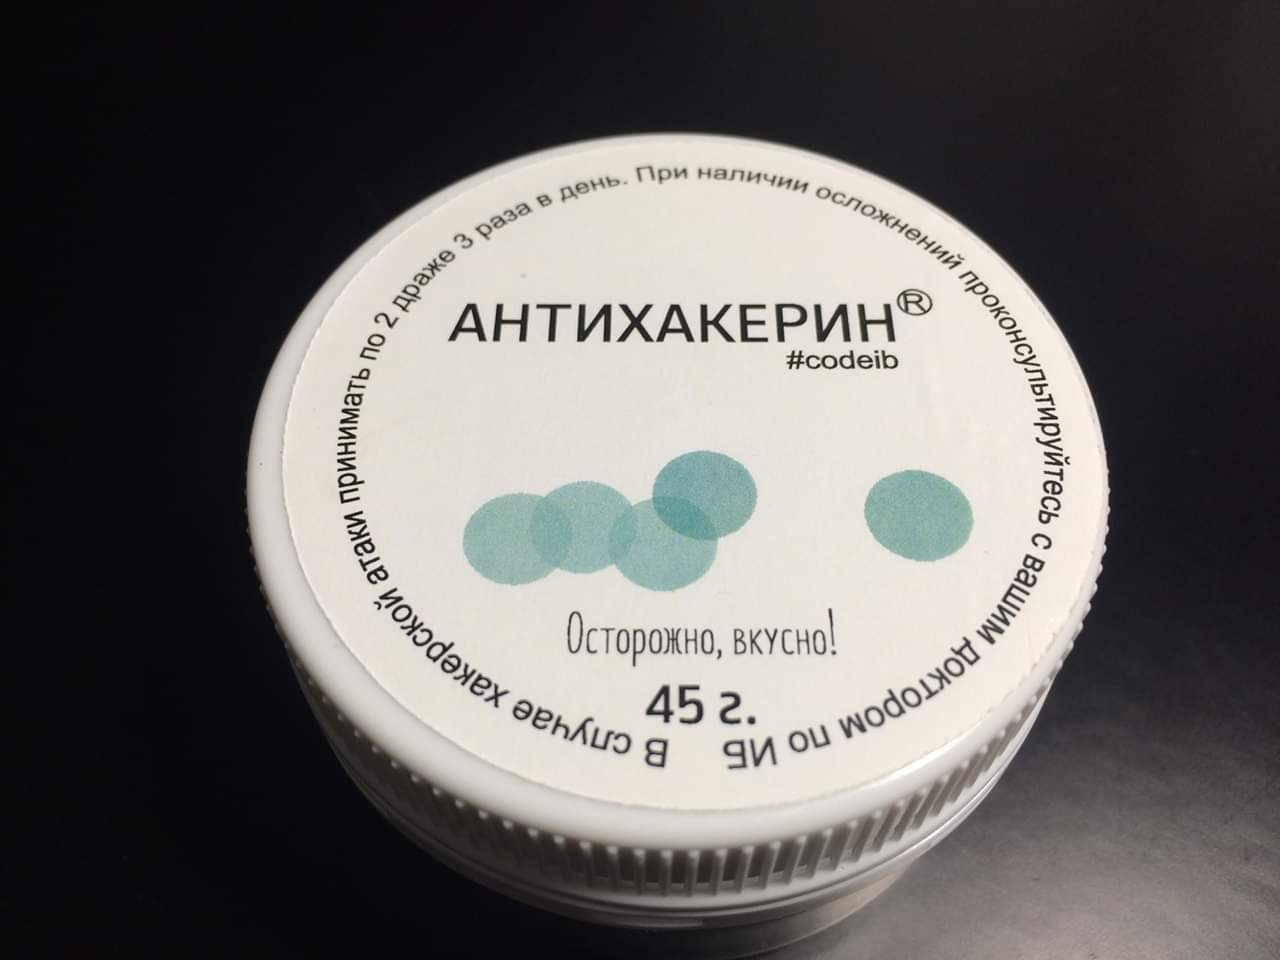 АНТИХАКЕРИН®
#codeib
Осторожно, вкусно!
45 г.
В случае хакерской атаки принимать по 2 драже 3 раза в день. При наличии осложнений проконсультируйтесь с вашим доктором по ИБ